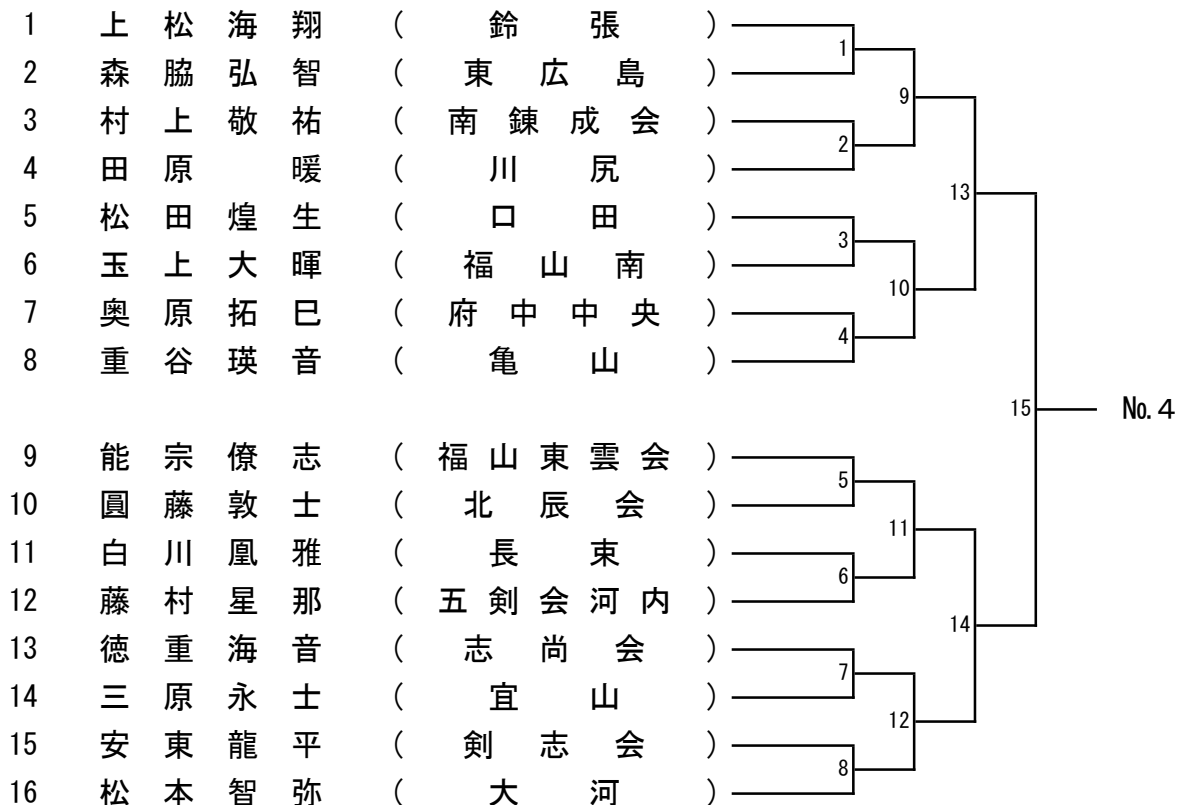 1 上松海翔 ( 鈴張 )
1
2 森脇弘智 ( 東広島 )
9
3 村上敬祐 ( 南錬成会 )
2
4 田原 暖 ( 川尻 )
13
5 松田煌生 ( 口田 )
3
6 玉上大暉 ( 福山南 )
10
7 奥原拓巳 ( 府中中央 )
4
8 重谷瑛音 ( 亀山 )
15 No.4
9 能宗僚志 ( 福山東雲会 )
5
10 圓藤敦士 ( 北辰会 )
11
11 白川凰雅 ( 長束 )
6
12 藤村星那 ( 五剣会河内 )
14
13 徳重海音 ( 志尚会 )
7
14 三原永士 ( 宜山 )
12
15 安東龍平 ( 剣志会 )
8
16 松本智弥 ( 大河 )